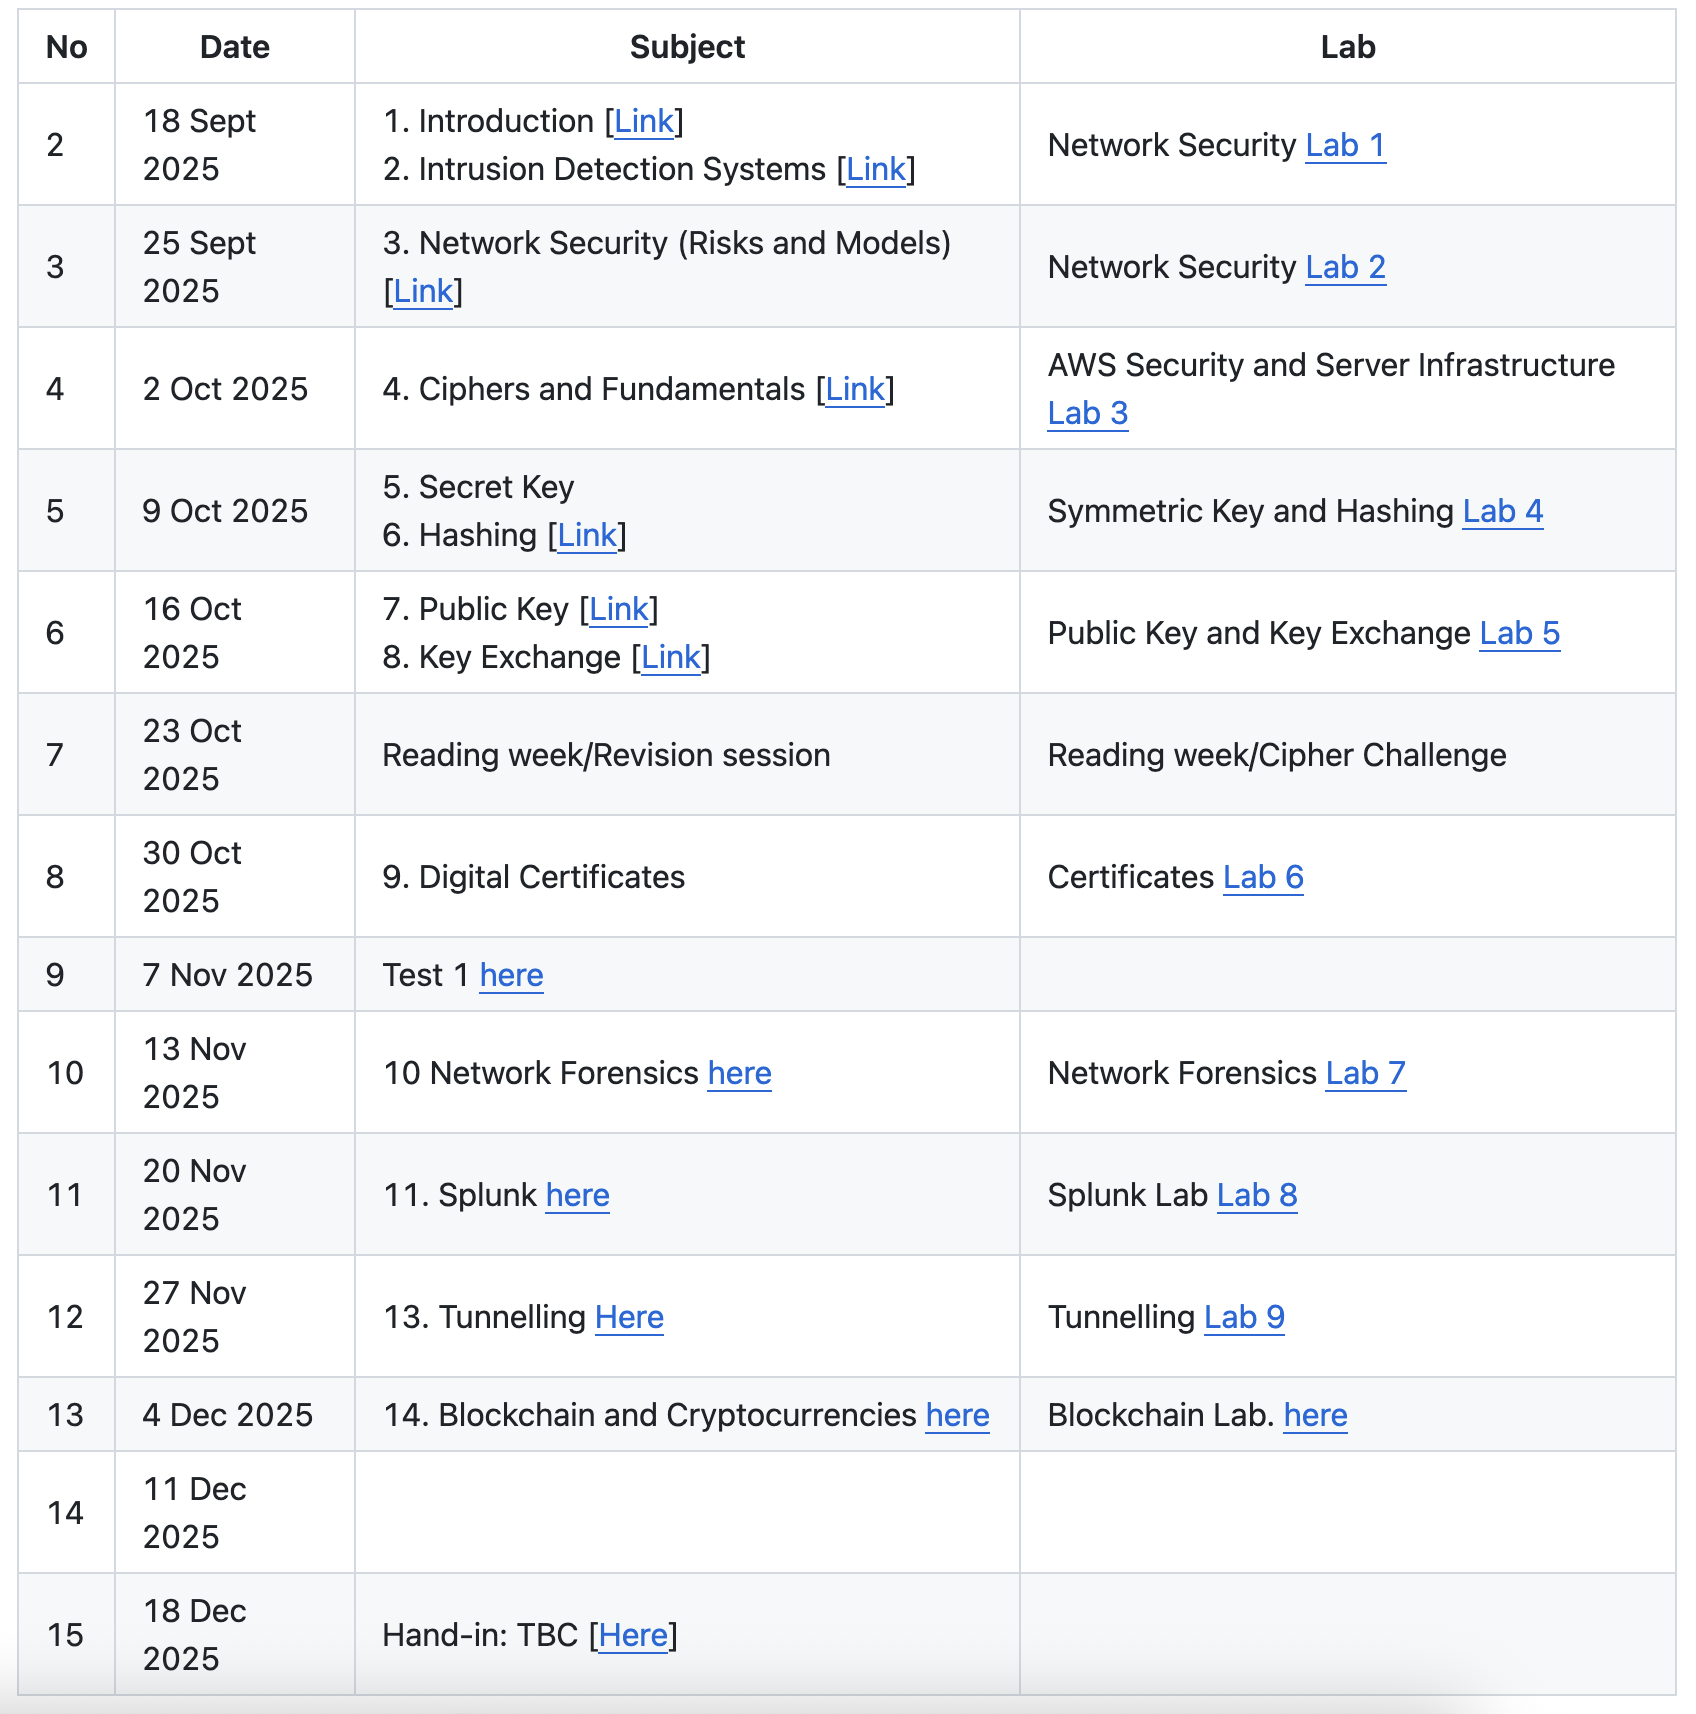 No Date Subject Lab
2
18 Sept
2025
1. Introduction [Link]
2. Intrusion Detection Systems [Link]
Network Security Lab 1
3
25 Sept
2025
3. Network Security (Risks and Models)
[Link]
Network Security Lab 2
4
2 Oct 2025
4. Ciphers and Fundamentals [Link]
AWS Security and Server Infrastructure
Lab 3
5
9 Oct 2025
5. Secret Key
6. Hashing [Link]
Symmetric Key and Hashing Lab 4
6
16 Oct
2025
7. Public Key [Link]
8. Key Exchange [Link]
Public Key and Key Exchange Lab 5
7
23 Oct
2025
Reading week/Revision session
Reading week/Cipher Challenge
8
30 Oct
2025
9. Digital Certificates
Certificates Lab 6
9
7 Nov 2025
Test 1 here
10
13 Nov
2025
10 Network Forensics here
Network Forensics Lab 7
11
20 Nov
2025
11. Splunk here
Splunk Lab Lab 8
12
27 Nov
2025
13. Tunnelling Here
Tunnelling Lab 9
13
4 Dec 2025
14. Blockchain and Cryptocurrencies here
Blockchain Lab. here
14
11 Dec
2025
15
18 Dec
2025
Hand-in: TBC [Here]